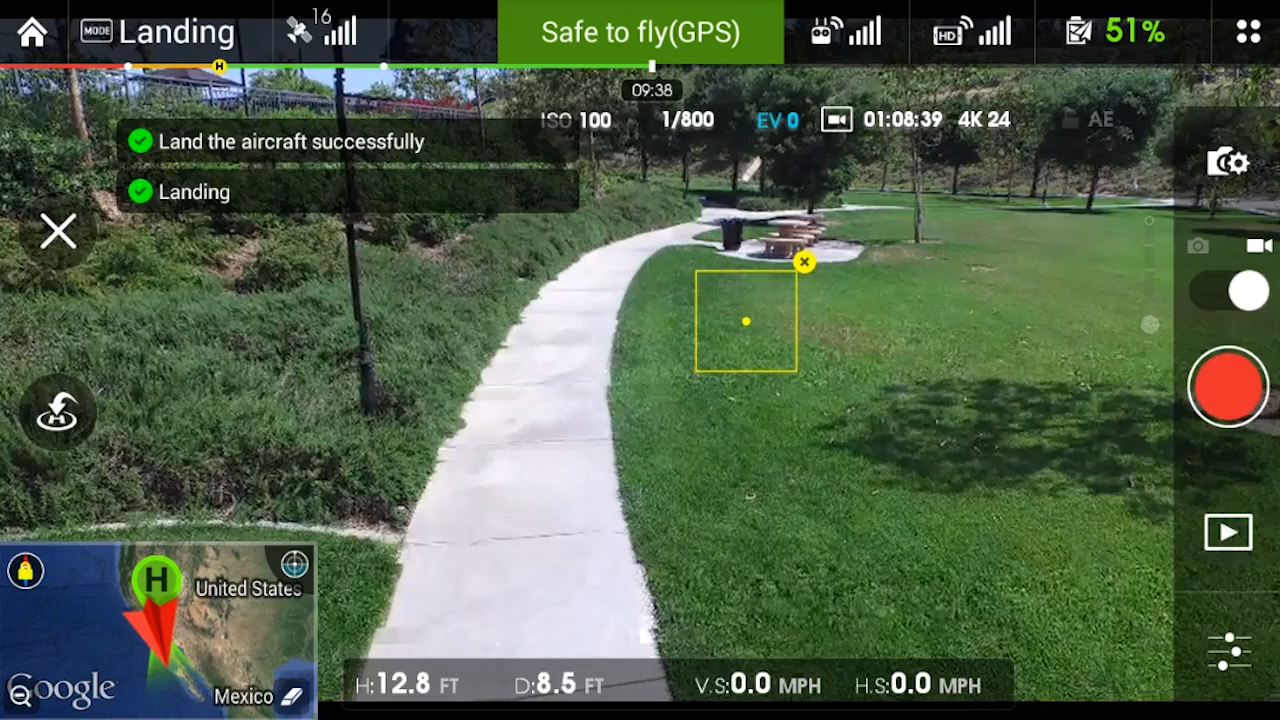 16
MODE Landing
Safe to fly(GPS)
HD
51%
H
09:38
ISO 100 1/800 EV 0 01:08:39 4K 24 AE
Land the aircraft successfully
Landing
H
H
United States
Google
Mexico
H:12.8 FT D:8.5 FT V.S:0.0 MPH H.S:0.0 MPH